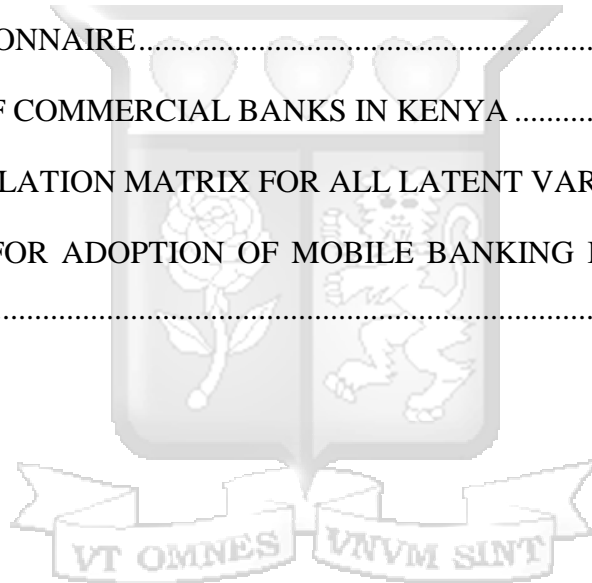 ONNAIRE..................................................................
F COMMERCIAL BANKS IN KENYA ............
LATION MATRIX FOR ALL LATENT VAR
FOR ADOPTION OF MOBILE BANKING
..........................................................................................
VT OMNES VNVM SINT